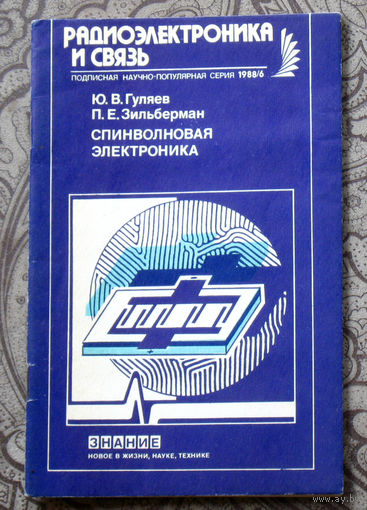 РАДИОЭЛЕКТРОНИКА
И СВЯЗЬ
ПОДПИСНАЯ НАУЧНО-ПОПУЛЯРНАЯ СЕРИЯ 1988/6
Ю. В. Гуляев
П. Е. Зильберман
СПИНВОЛНОВАЯ
ЭЛЕКТРОНИКА
ЗНАНИЕ
НОВОЕ В ЖИЗНИ, НАУКЕ, ТЕХНИКЕ
ay.by